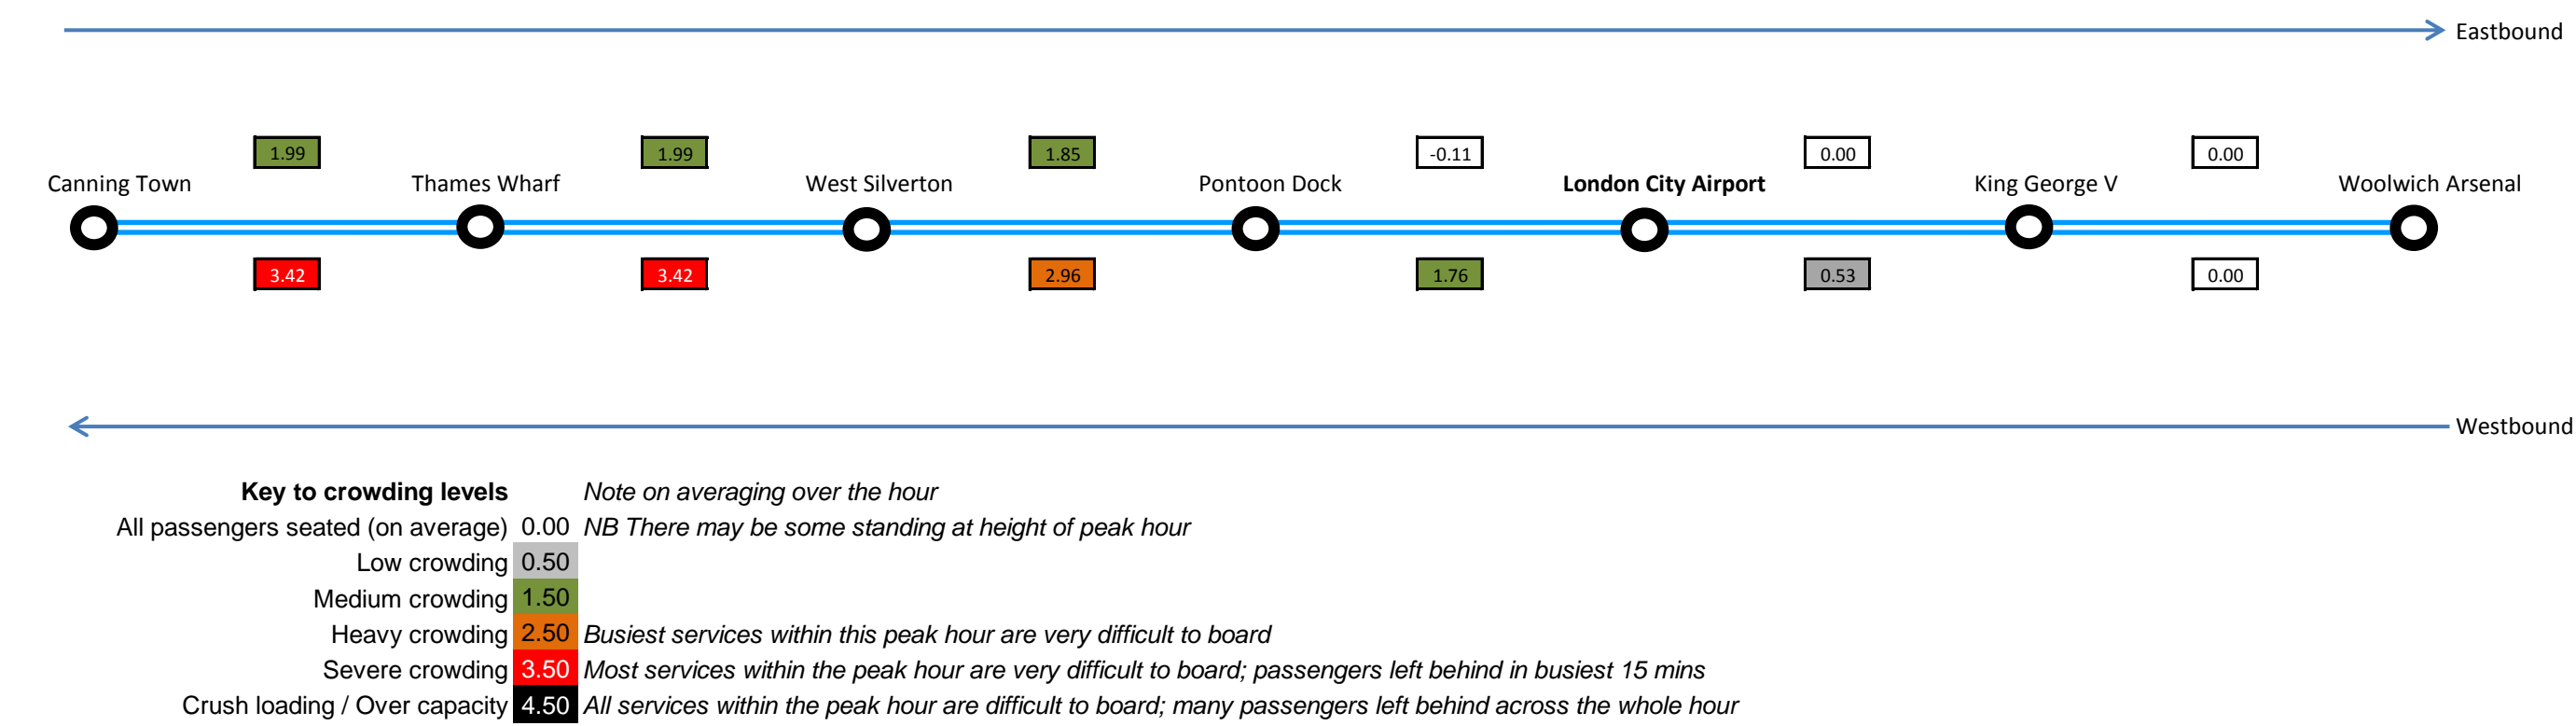 Eastbound
1.99 1.99 1.85 -0.11 0.00 0.00
Canning Town Thames Wharf West Silverton Pontoon Dock London City Airport King George V Woolwich Arsenal
3.42 3.42 2.96 1.76 0.53 0.00
Westbound
Key to crowding levels Note on averaging over the hour
All passengers seated (on average) 0.00 NB There may be some standing at height of peak hour
Low crowding 0.50
Medium crowding 1.50
Heavy crowding 2.50 Busiest services within this peak hour are very difficult to board
Severe crowding 3.50 Most services within the peak hour are very difficult to board; passengers left behind in busiest 15 mins
Crush loading / Over capacity 4.50 All services within the peak hour are difficult to board; many passengers left behind across the whole hour